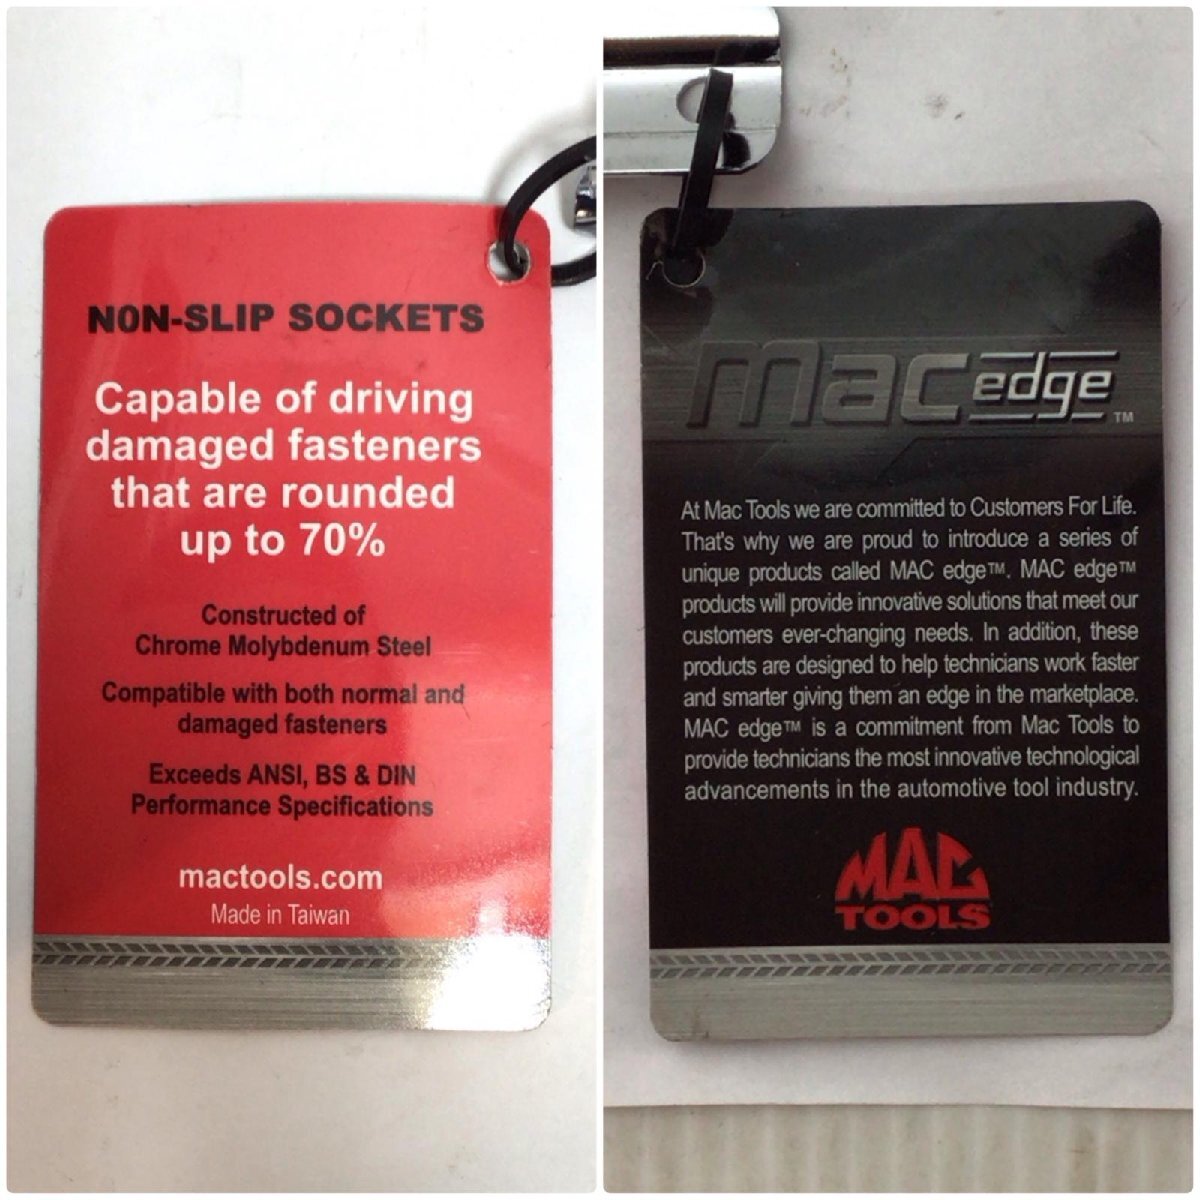 N0N-SLIP SOCKETS
Capable of driving
damaged fasteners
that are rounded
up to 70%
Constructed of
Chrome Molybdenum Steel
Compatible with both normal and
damaged fasteners
Exceeds ANSI, BS & DIN
Performance Specifications
mactools.com
Made in Taiwan
mac edge™
At Mac Tools we are committed to Customers For Life.
That's why we are proud to introduce a series of
unique products called MAC edge™. MAC edge™
products will provide innovative solutions that meet our
customers ever-changing needs. In addition, these
products are designed to help technicians work faster
and smarter giving them an edge in the marketplace.
MAC edge™ is a commitment from Mac Tools to
provide technicians the most innovative technological
advancements in the automotive tool industry.
MAC
TOOLS